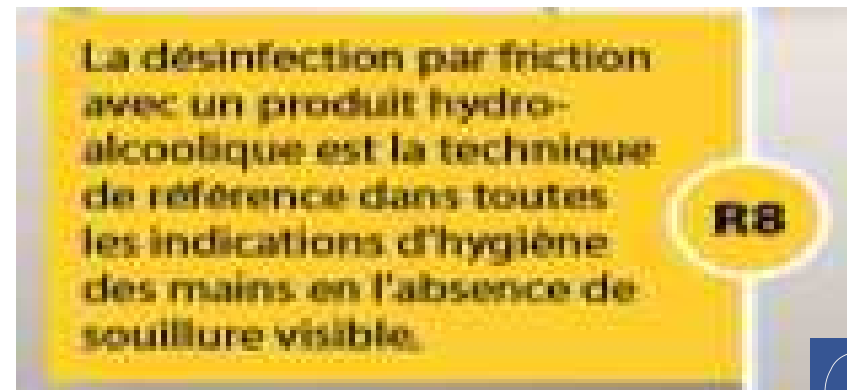 La désinfection par friction
avec un produit hydro-
alcoolique est la technique
de référence dans toutes
les indications d'hygiène
des mains en l'absence de
souillure visible.
R8